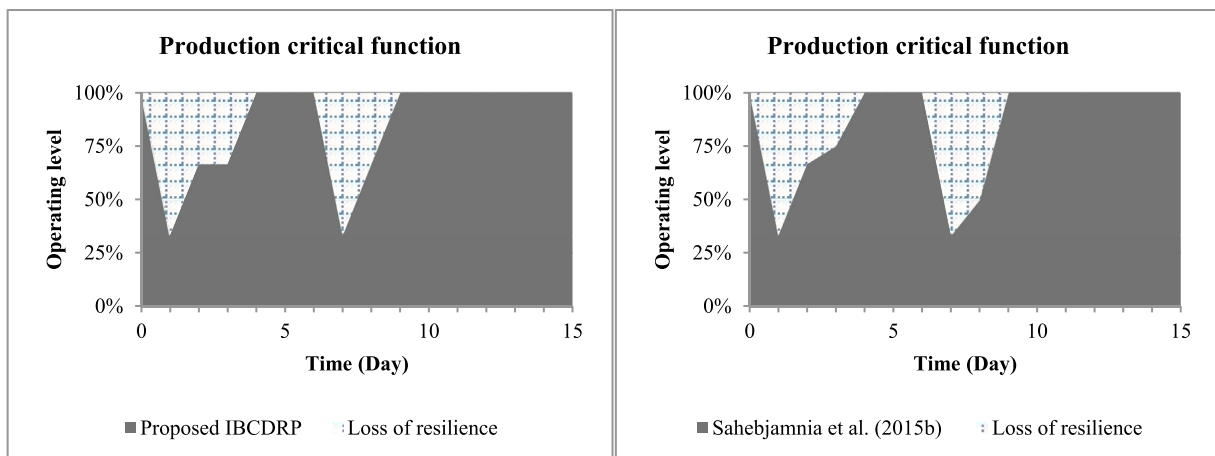 Production critical function
100%
75%
50%
25%
0%
Operating level
0 5 10 15
Time (Day)
Proposed IBCDRP Loss of resilience
Production critical function
100%
75%
50%
25%
0%
Operating level
0 5 10 15
Time (Day)
Sahebjamnia et al. (2015b) Loss of resilience